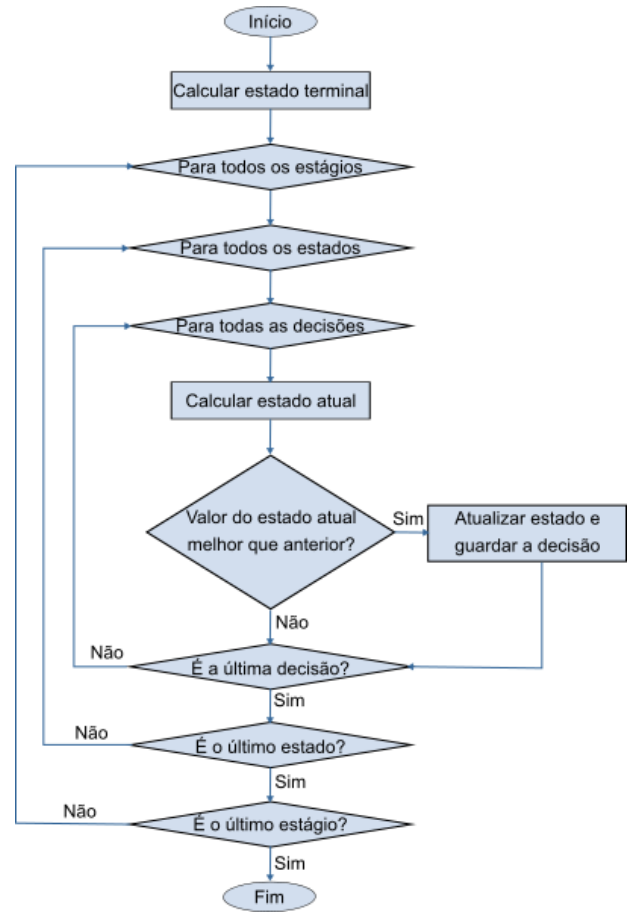 Início
Calcular estado terminal
Para todos os estágios
Para todos os estados
Para todas as decisões
Calcular estado atual
Valor do estado atual
melhor que anterior?
Sim
Atualizar estado e
guardar a decisão
Não
Não
É a última decisão?
Sim
Não
É o último estado?
Sim
Não
É o último estágio?
Sim
Fim